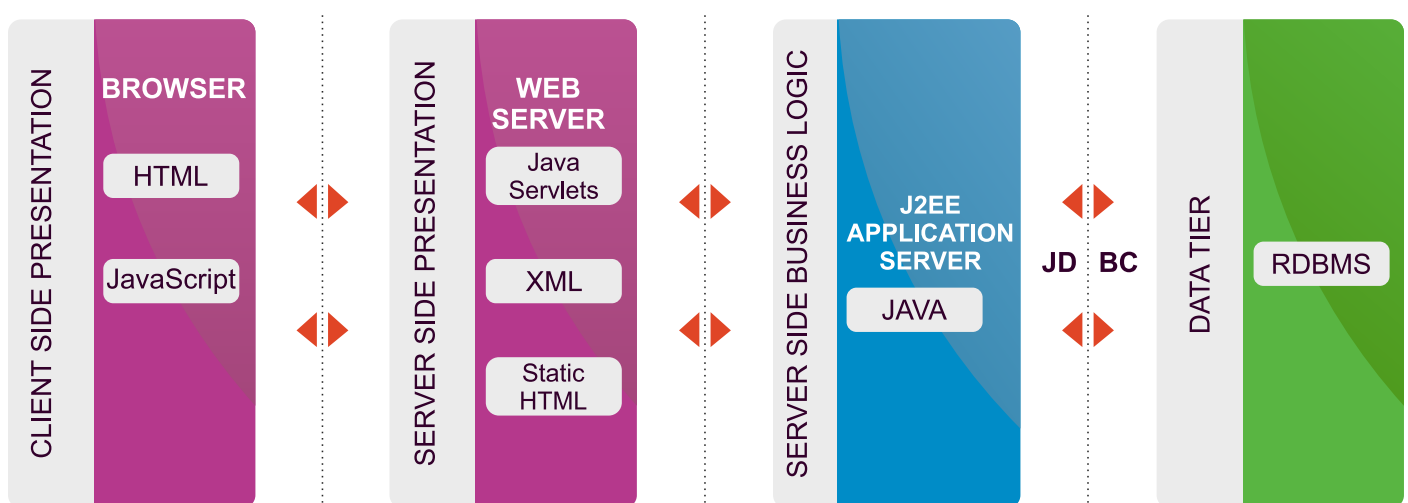 CLIENT SIDE PRESENTATION
BROWSER
HTML
JavaScript
SERVER SIDE PRESENTATION
WEB
SERVER
Java
Servlets
XML
Static
HTML
SERVER SIDE BUSINESS LOGIC
J2EE
APPLICATION
SERVER
JAVA
JD BC
DATA TIER
RDBMS